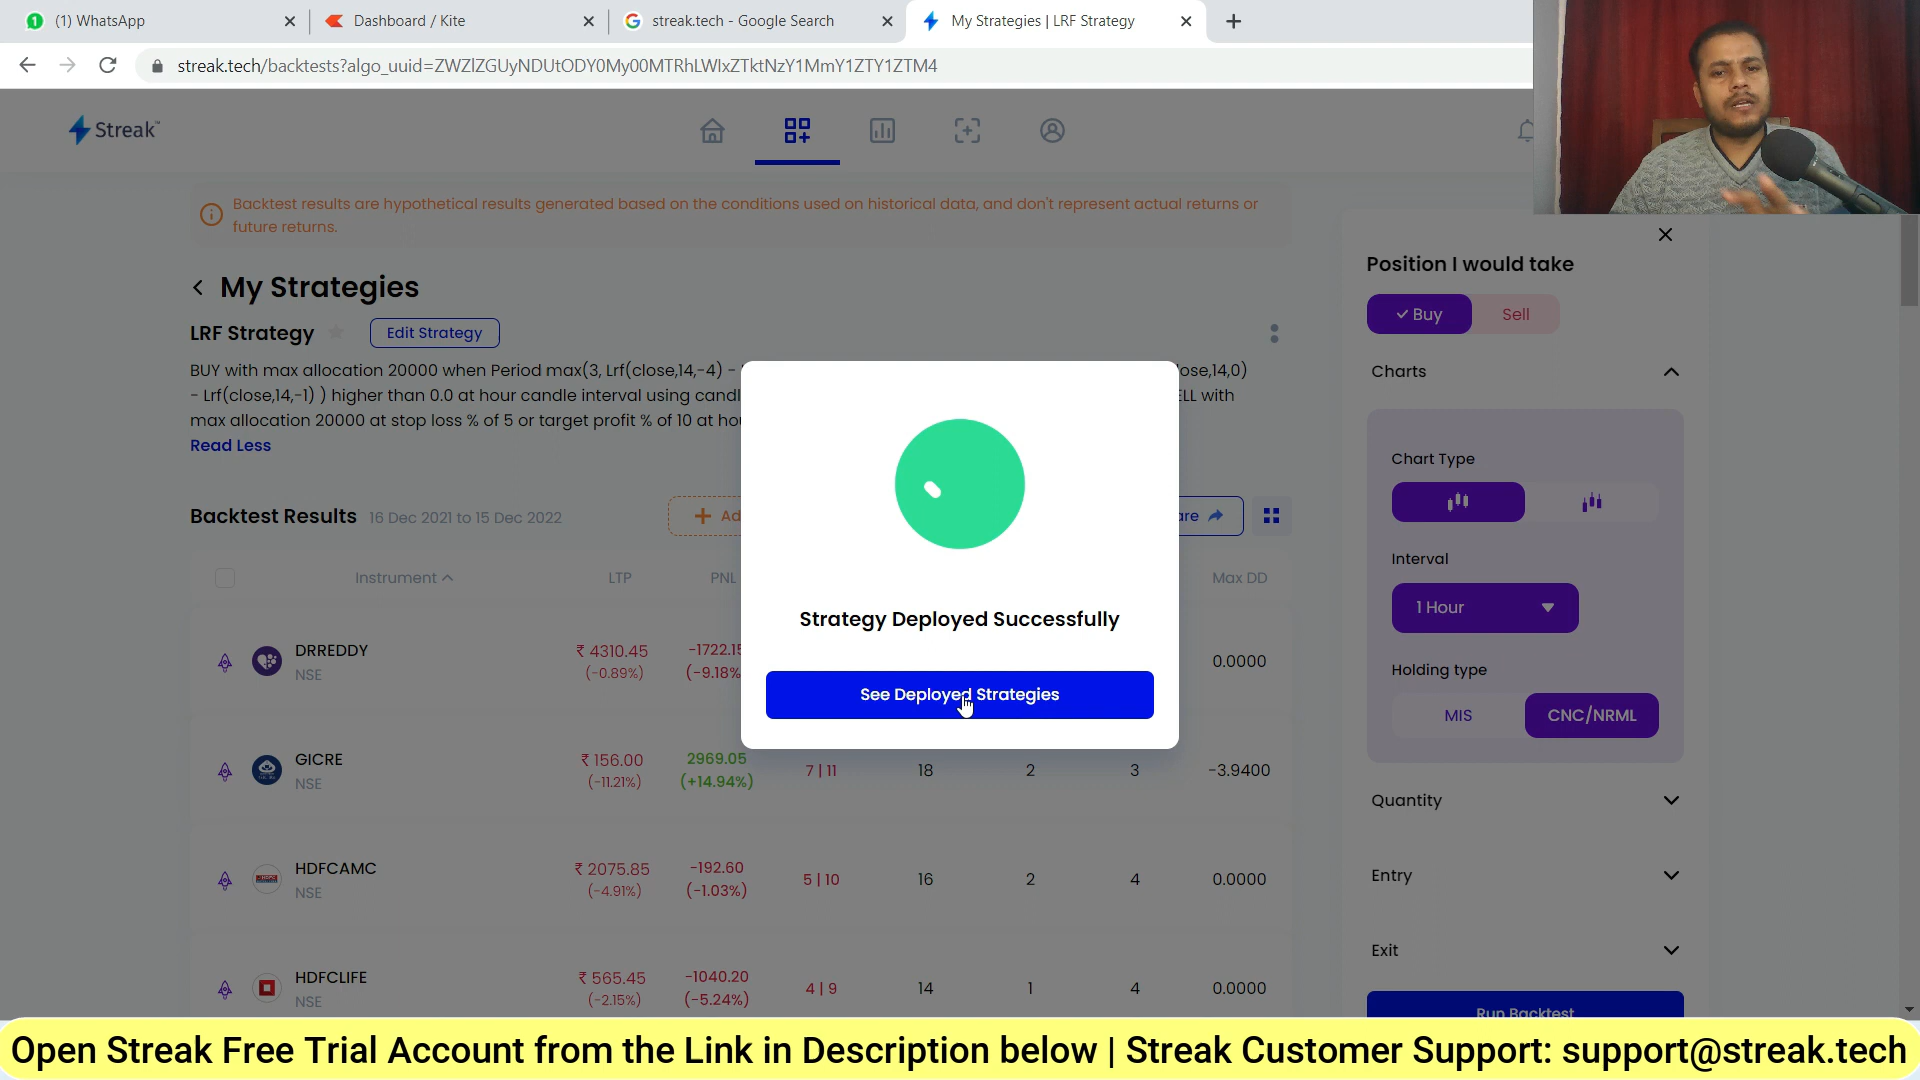 (1) WhatsApp
Dashboard / Kite
streak.tech - Google Search
My Strategies | LRF Strategy
streak.tech/backtests?algo_uuid=ZWZlZGUyNDUtODY0My00MTRhLWIxZTktNzY1MmY1ZTY1ZTM4
Streak™
Backtest results are hypothetical results generated based on the conditions used on historical data, and don't represent actual returns or
future returns.
My Strategies
LRF Strategy
Edit Strategy
BUY with max allocation 20000 when Period max(3, Lrf(close,14,-4) -
ose,14,0)
- Lrf(close,14,-1) ) higher than 0.0 at hour candle interval using candl
ELL with
max allocation 20000 at stop loss % of 5 or target profit % of 10 at ho
Read Less
Backtest Results 16 Dec 2021 to 15 Dec 2022
Ad
are
Instrument LTP PNL Max DD
DRREDDY
NSE
₹ 4310.45
(-0.89%)
-1722.15
(-9.18%
0.0000
GICRE
NSE
₹ 156.00
(-11.21%)
2969.05
(+14.94%)
7 | 11 18 2 3 -3.9400
HDFCAMC
NSE
₹ 2075.85
(-4.91%)
-192.60
(-1.03%)
5 | 10 16 2 4 0.0000
HDFCLIFE
NSE
₹ 565.45
(-2.15%)
-1040.20
(-5.24%)
4 | 9 14 1 4 0.0000
Strategy Deployed Successfully
See Deployed Strategies
Position I would take
Buy Sell
Charts
Chart Type
Interval
1 Hour
Holding type
MIS CNC/NRML
Quantity
Entry
Exit
Run Backtest
Open Streak Free Trial Account from the Link in Description below | Streak Customer Support: support@streak.tech